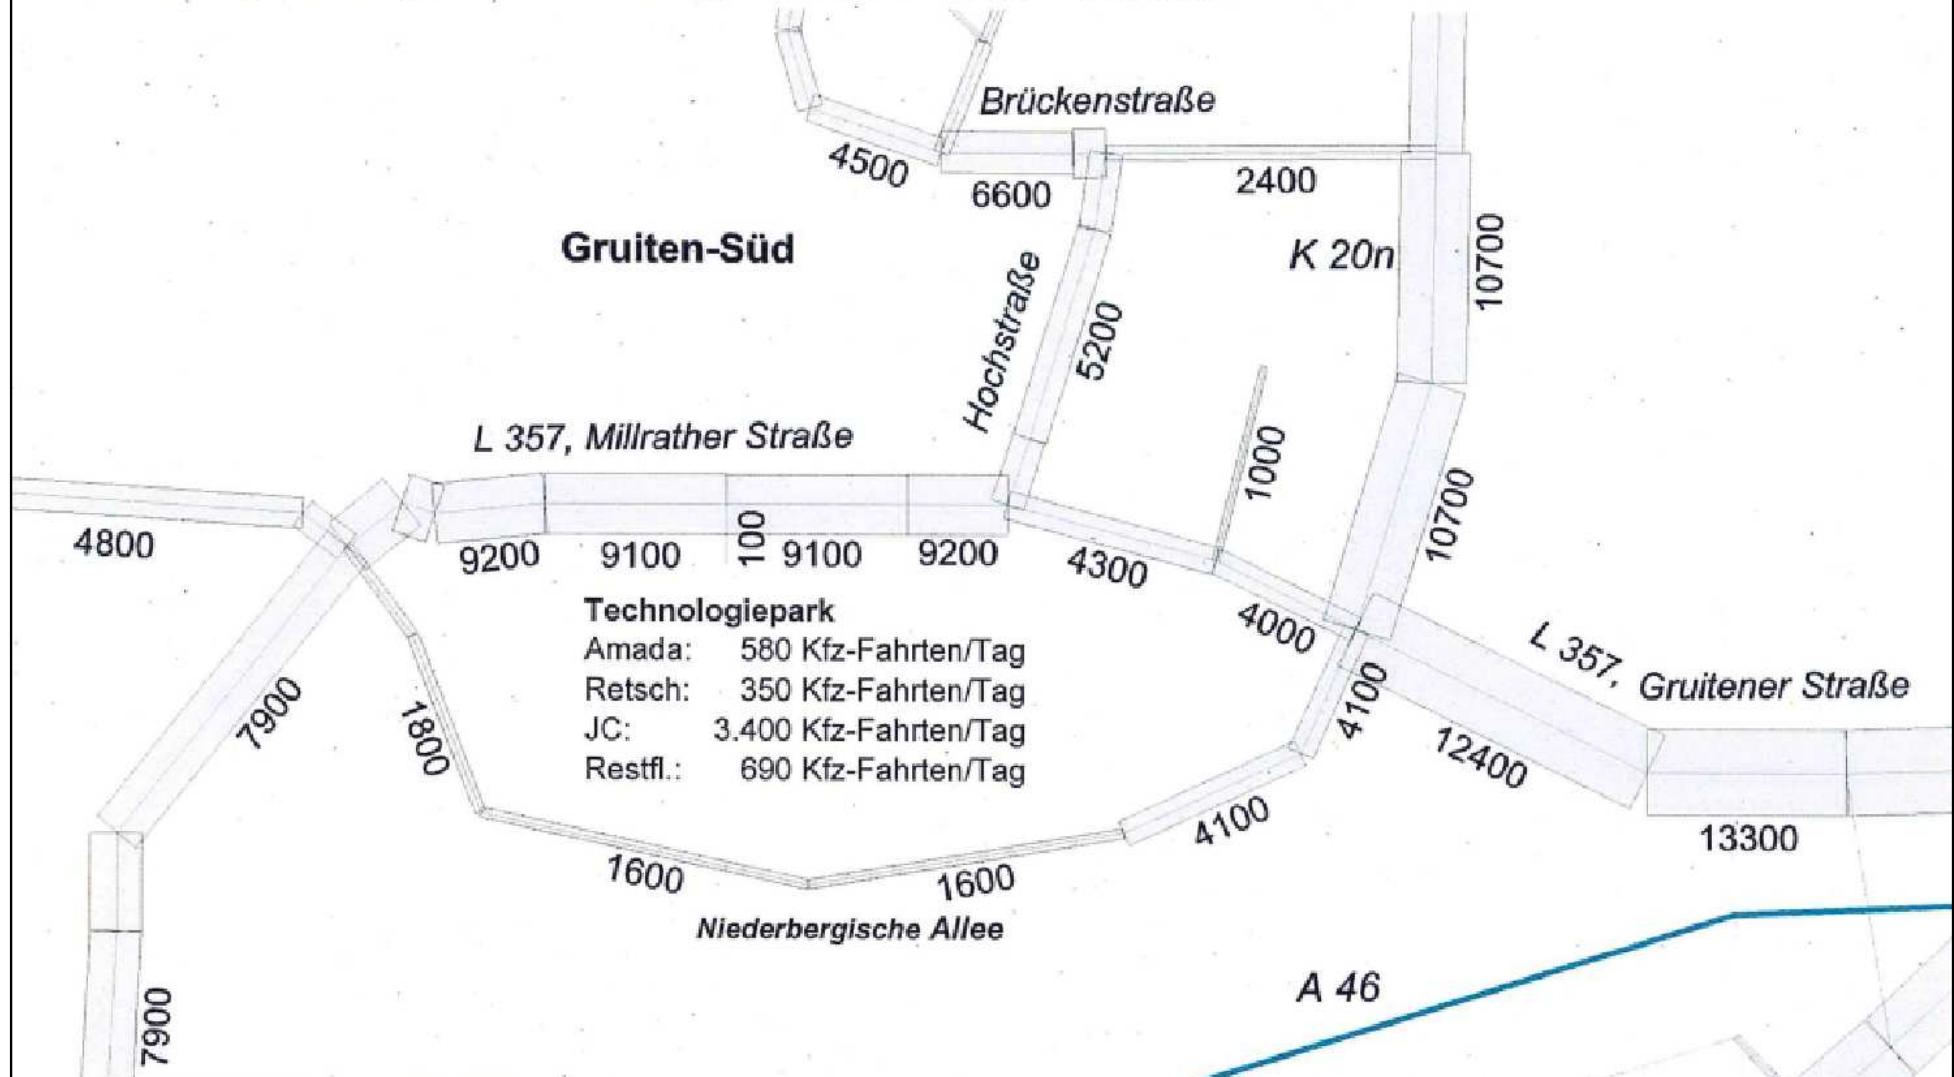 Brückenstraße
4500
6600
2400
Gruiten-Süd
K 20n
10700
Hochstraße
5200
L 357, Millrather Straße
1000
10700
4800
9200
9100
100
9100
9200
4300
4000
Technologiepark
Amada: 580 Kfz-Fahrten/Tag
Retsch: 350 Kfz-Fahrten/Tag
JC: 3.400 Kfz-Fahrten/Tag
Restfl.: 690 Kfz-Fahrten/Tag
L 357, Gruitener Straße
4100
7900
1800
12400
4100
13300
1600
1600
Niederbergische Allee
A 46
7900